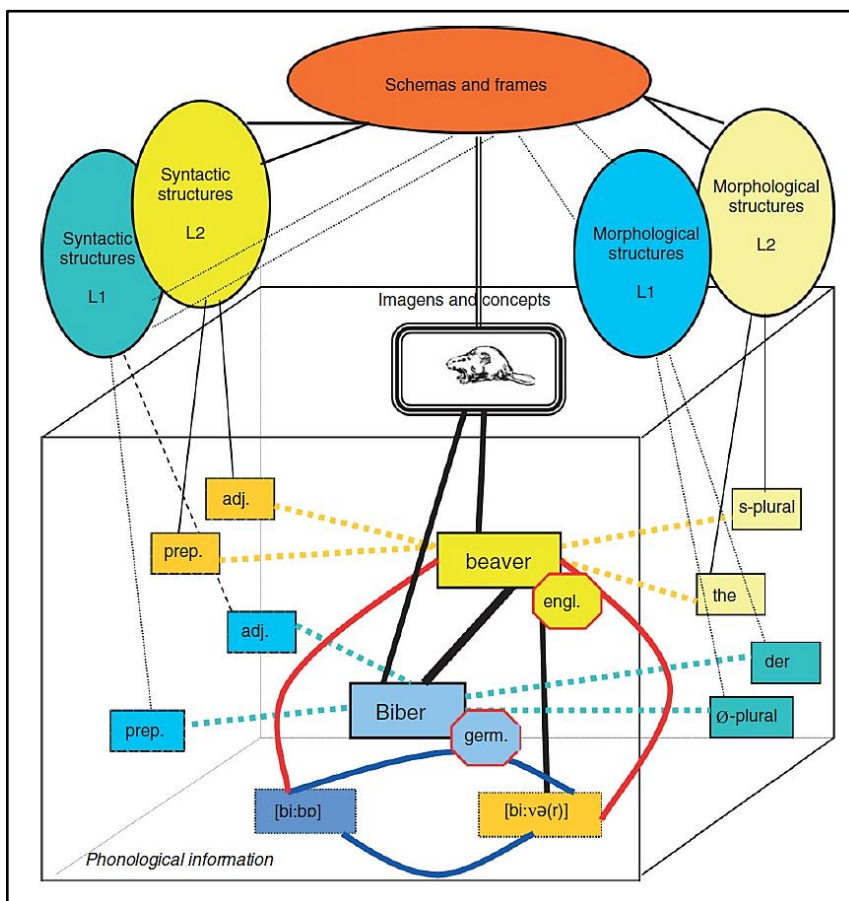 Schemas and frames
Syntactic
structures
L2
Morphological
structures
L2
Syntactic
structures
L1
Morphological
structures
L1
Imagens and concepts
adj.
s-plural
prep.
beaver
the
engl.
adj.
der
Biber
prep.
germ.
ø-plural
[bi:bɒ]
[bi:və(r)]
Phonological information